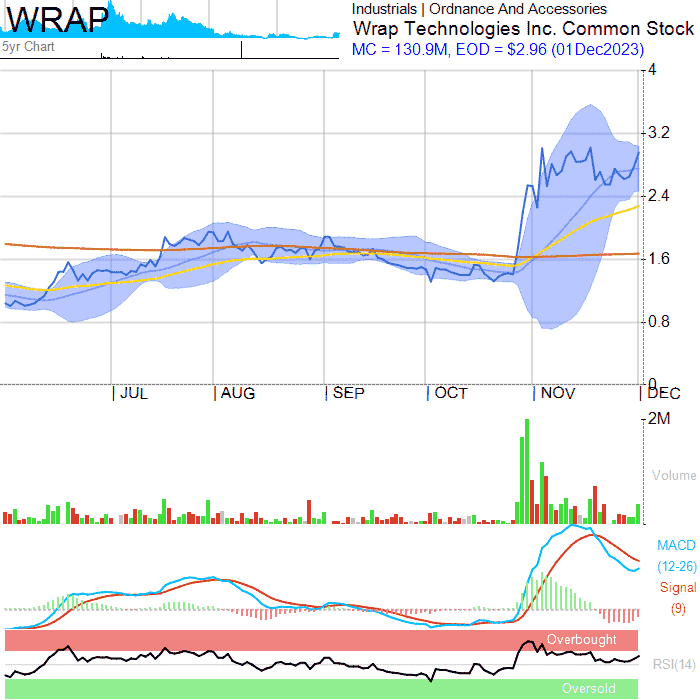 WRAP
5yr Chart
Industrials | Ordnance And Accessories
Wrap Technologies Inc. Common Stock
MC = 130.9M, EOD = $2.96 (01Dec2023)
4
3.2
2.4
1.6
0.8
0
JUL AUG SEP OCT NOV DEC
2M
Volume
MACD
(12-26)
Signal
(9)
Overbought
RSI(14)
Oversold